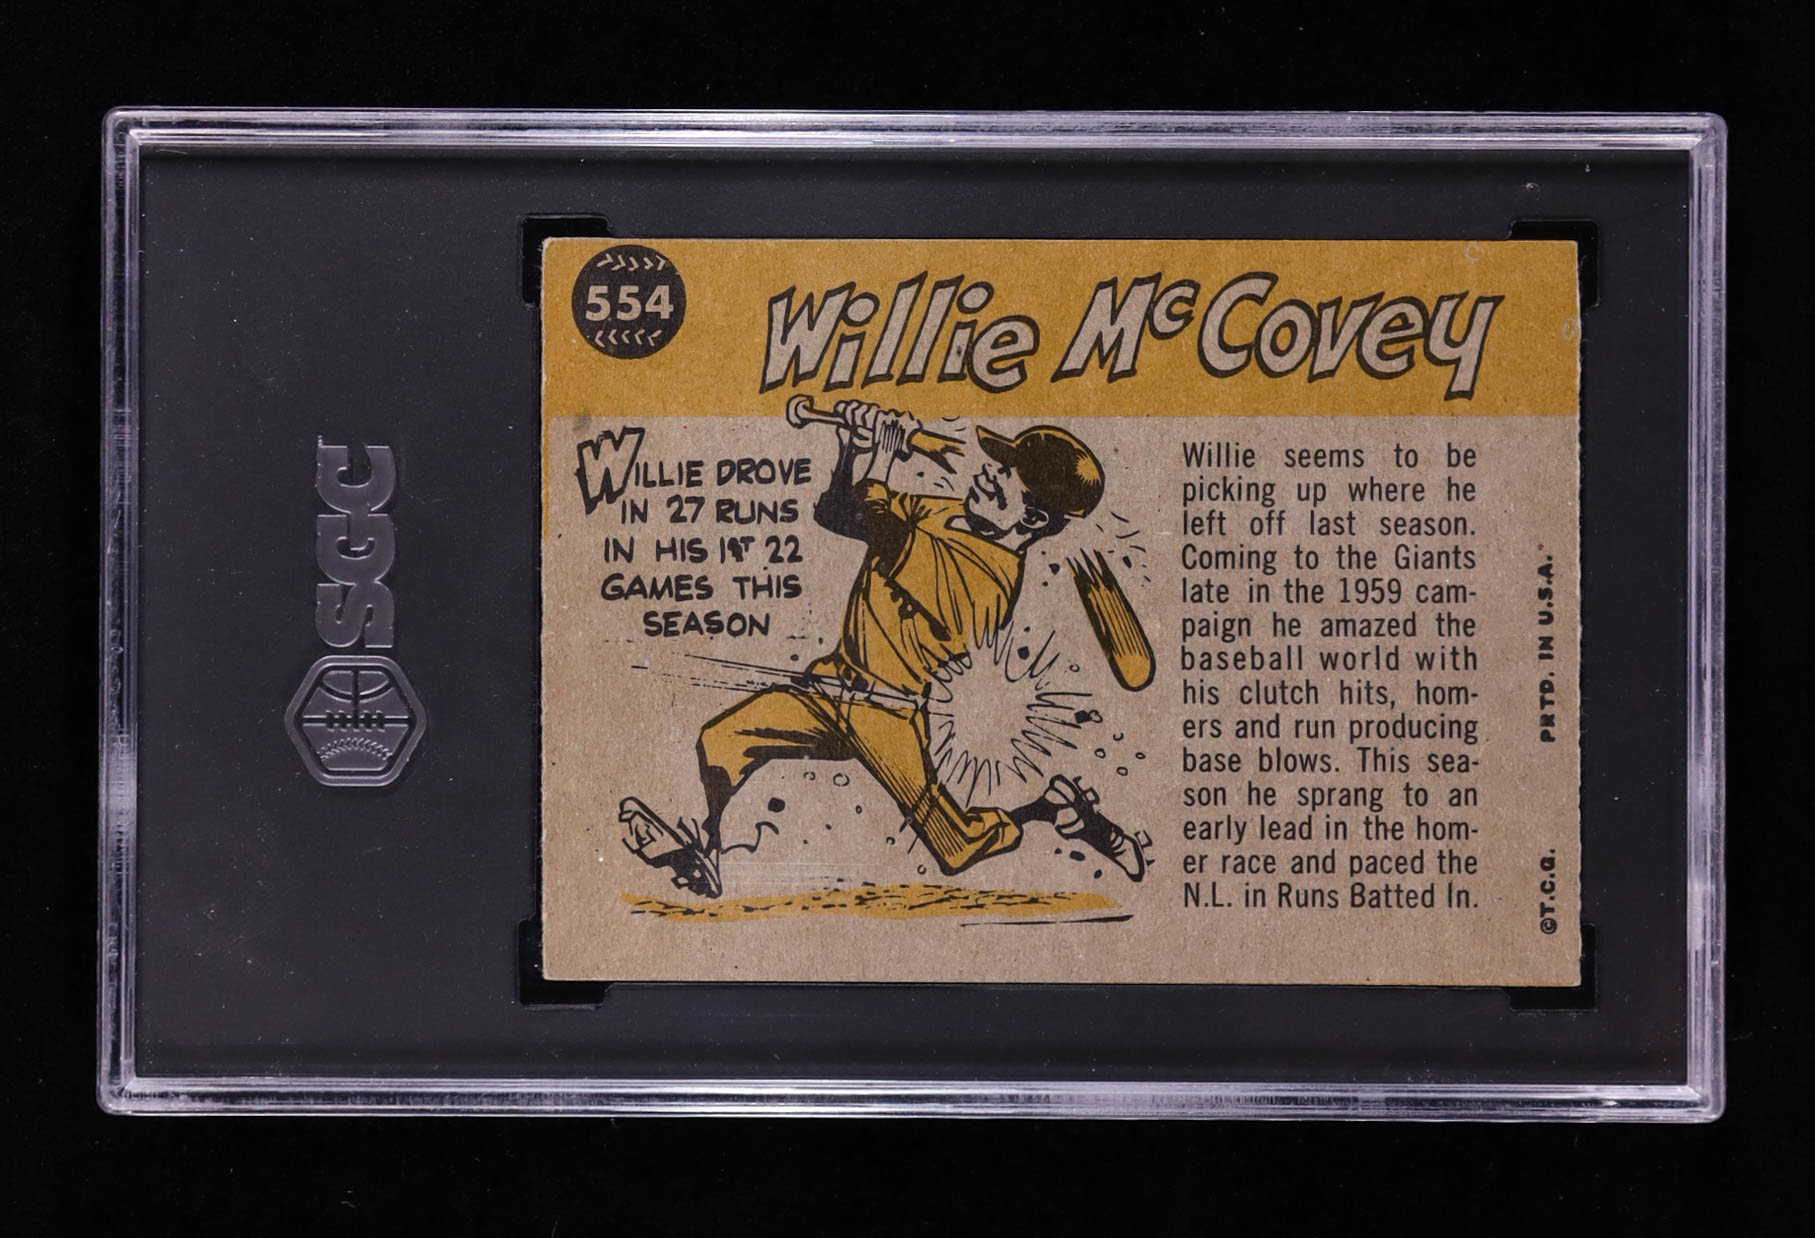 SGC
554
Willie McCovey
WILLIE DROVE
IN 27 RUNS
IN HIS 1ST 22
GAMES THIS
SEASON
Willie seems to be
picking up where he
left off last season.
Coming to the Giants
late in the 1959 cam-
paign he amazed the
baseball world with
his clutch hits, hom-
ers and run producing
base blows. This sea-
son he sprang to an
early lead in the hom-
er race and paced the
N.L. in Runs Batted In.
©T.C.G. PRTD. IN U.S.A.